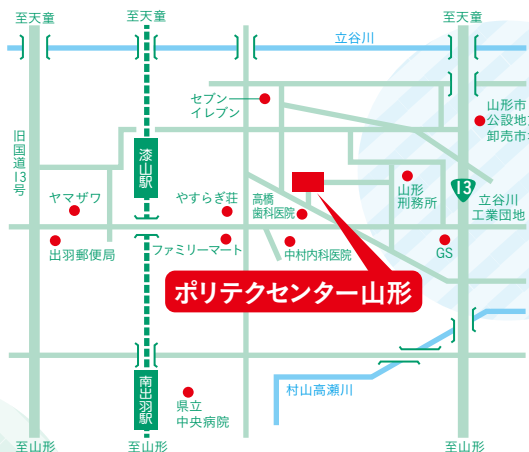 至天童
至天童
至天童
立谷川
セブン
イレブン
山形市
公設地方
卸売市場
旧国道13号
漆山駅
ヤマザワ
やすらぎ荘
高橋
歯科医院
山形
刑務所
13
立谷川
工業団地
出羽郵便局
ファミリーマート
中村内科医院
GS
ポリテクセンター山形
南出羽駅
県立
中央病院
村山高瀬川
至山形
至山形
至山形